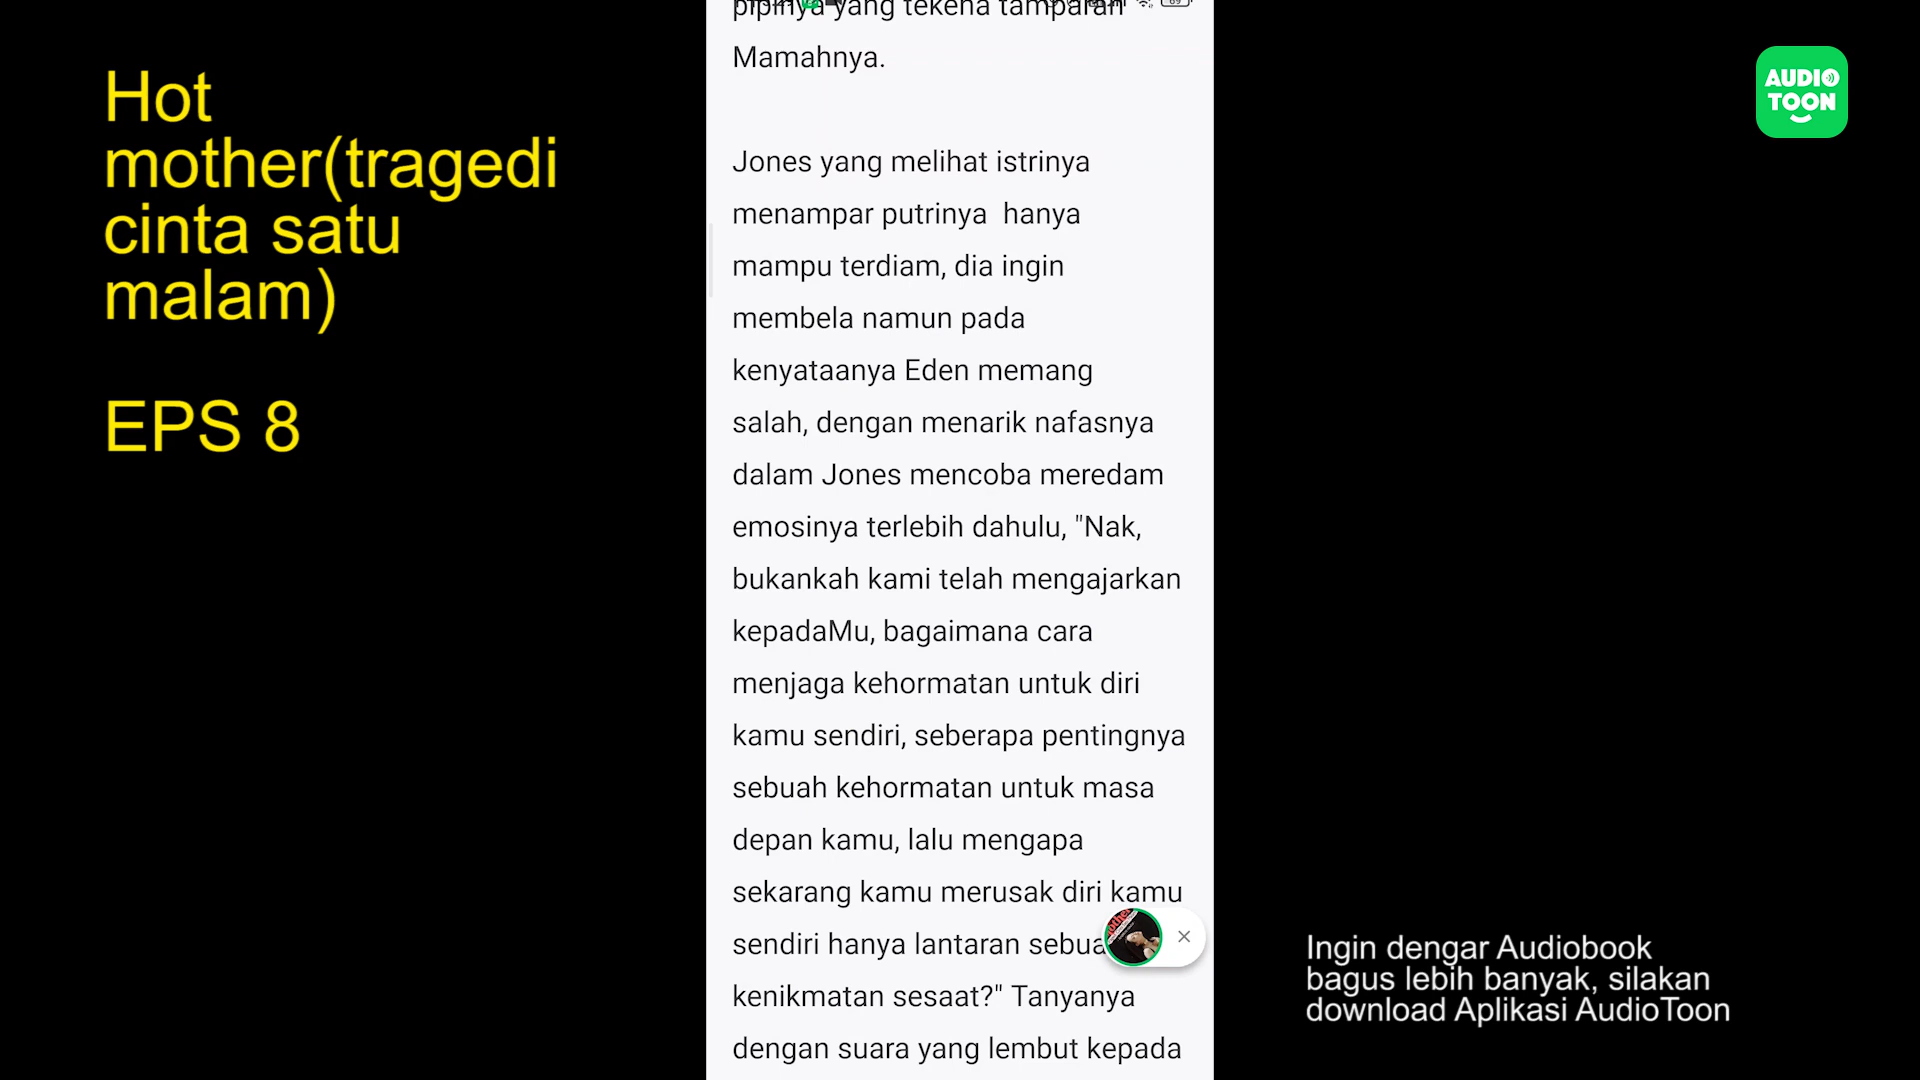 Hot
mother(tragedi
cinta satu
malam)
EPS 8
pipinya yang tekena tamparan
Mamahnya.
Jones yang melihat istrinya
menampar putrinya  hanya
mampu terdiam, dia ingin
membela namun pada
kenyataanya Eden memang
salah, dengan menarik nafasnya
dalam Jones mencoba meredam
emosinya terlebih dahulu, "Nak,
bukankah kami telah mengajarkan
kepadaMu, bagaimana cara
menjaga kehormatan untuk diri
kamu sendiri, seberapa pentingnya
sebuah kehormatan untuk masa
depan kamu, lalu mengapa
sekarang kamu merusak diri kamu
sendiri hanya lantaran sebua
kenikmatan sesaat?" Tanyanya
dengan suara yang lembut kepada
AUDIO
TOON
Ingin dengar Audiobook
bagus lebih banyak, silakan
download Aplikasi AudioToon